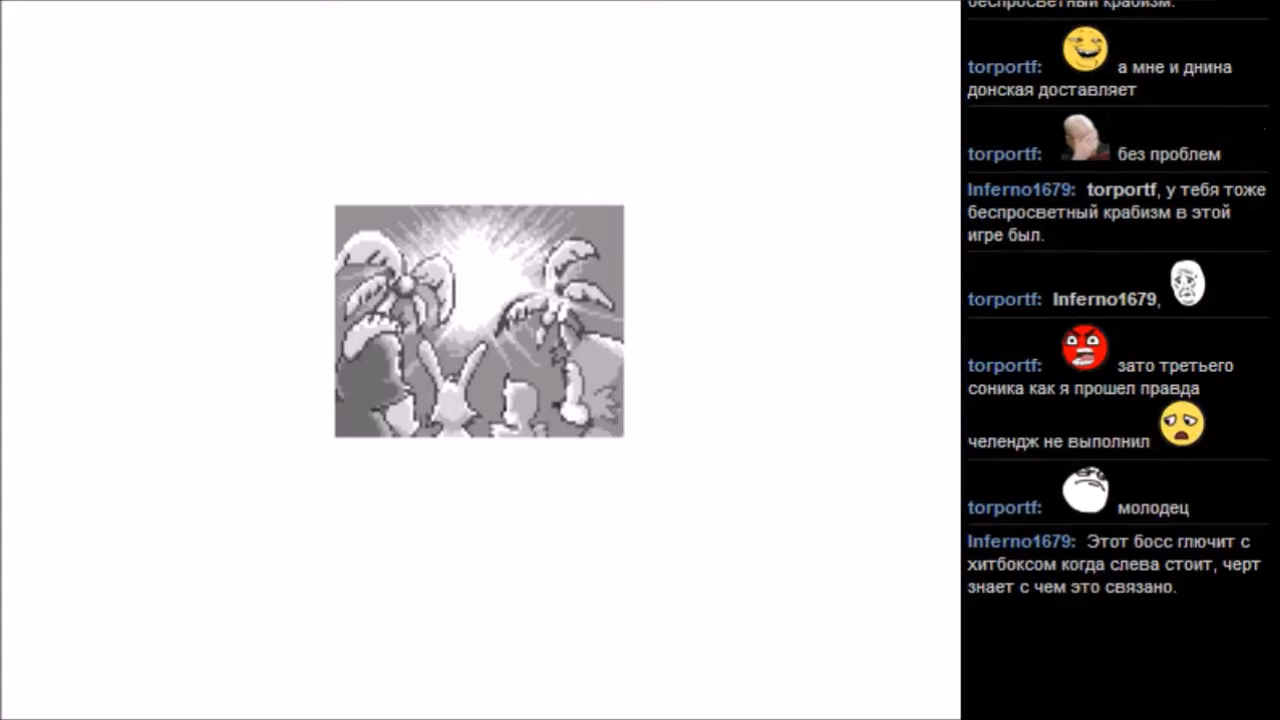 беспросветный крабизм.
torportf: а мне и днина
донская доставляет
torportf: без проблем
Inferno1679: torportf, у тебя тоже
беспросветный крабизм в этой
игре был.
torportf: Inferno1679,
torportf: зато третьего
соника как я прошел правда
челендж не выполнил
torportf: молодец
Inferno1679: Этот босс глючит с
хитбоксом когда слева стоит, черт
знает с чем это связано.